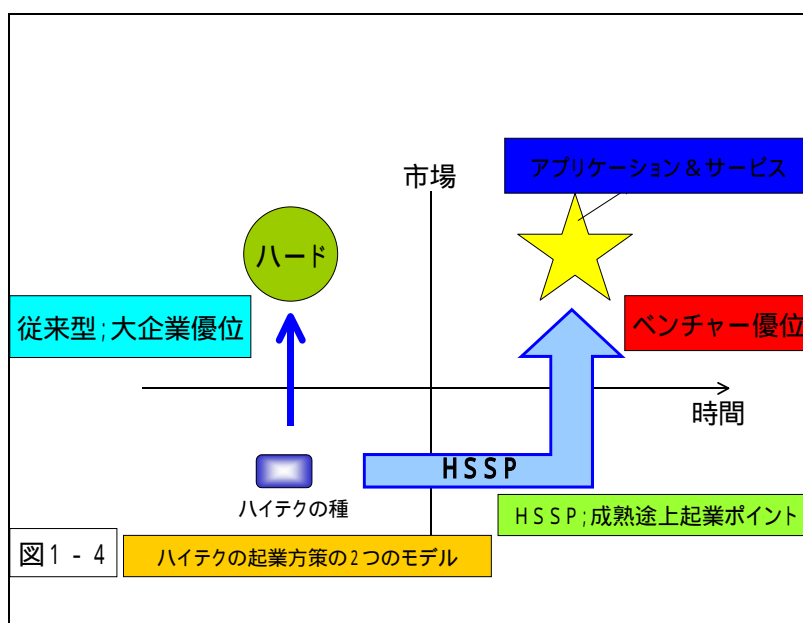 アプリケーション＆サービス
市場
ハード
従来型;大企業優位
ベンチャー優位
時間
HSSP
ハイテクの種
HSSP;成熟途上起業ポイント
図1-4
ハイテクの起業方策の2つのモデル